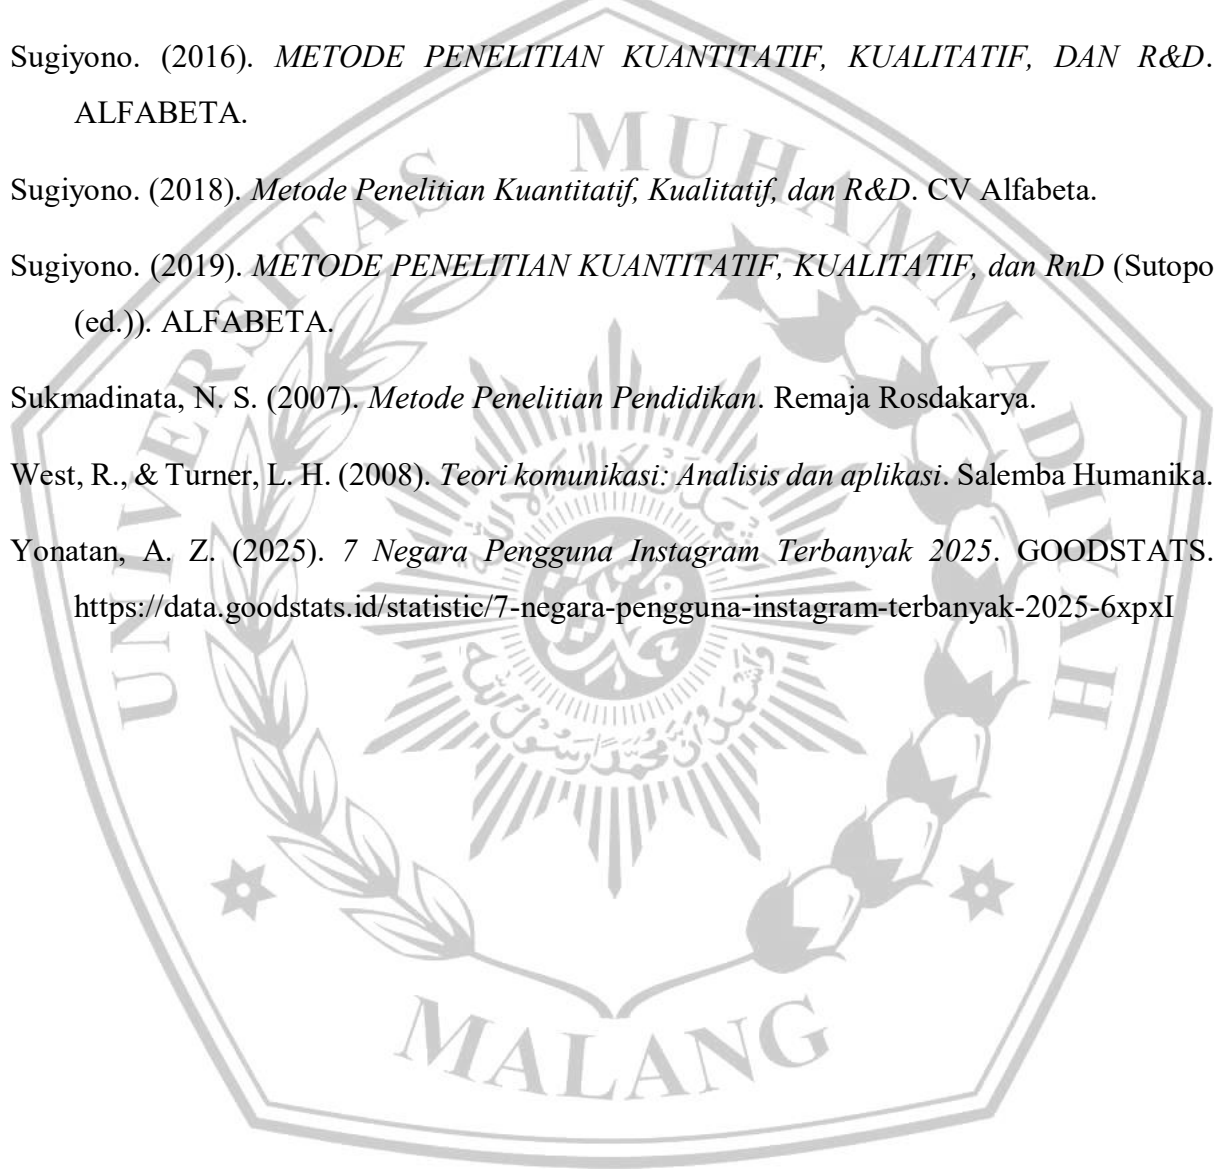 Sugiyono. (2016). METODE PENELITIAN KUANTITATIF, KUALITATIF, DAN R&D.
ALFABETA.
Sugiyono. (2018). Metode Penelitian Kuantitatif, Kualitatif, dan R&D. CV Alfabeta.
Sugiyono. (2019). METODE PENELITIAN KUANTITATIF, KUALITATIF, dan RnD (Sutopo
(ed.)). ALFABETA.
Sukmadinata, N. S. (2007). Metode Penelitian Pendidikan. Remaja Rosdakarya.
West, R., & Turner, L. H. (2008). Teori komunikasi: Analisis dan aplikasi. Salemba Humanika.
Yonatan, A. Z. (2025). 7 Negara Pengguna Instagram Terbanyak 2025. GOODSTATS.
https://data.goodstats.id/statistic/7-negara-pengguna-instagram-terbanyak-2025-6xpxI
UNIVERSITAS MUHAMMADIYAH
MALANG